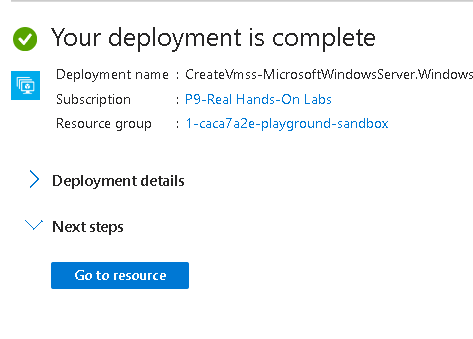 Your deployment is complete
Deployment name : CreateVmss-MicrosoftWindowsServer.Windows
Subscription : P9-Real Hands-On Labs
Resource group : 1-caca7a2e-playground-sandbox
Deployment details
Next steps
Go to resource